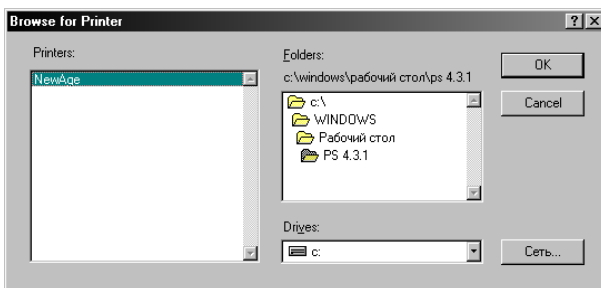 Browse for Printer
Printers:
NewAge
Folders:
c:\windows\рабочий стол\ps 4.3.1
c:\
WINDOWS
Рабочий стол
PS 4.3.1
Drives:
c:
OK
Cancel
Сеть...